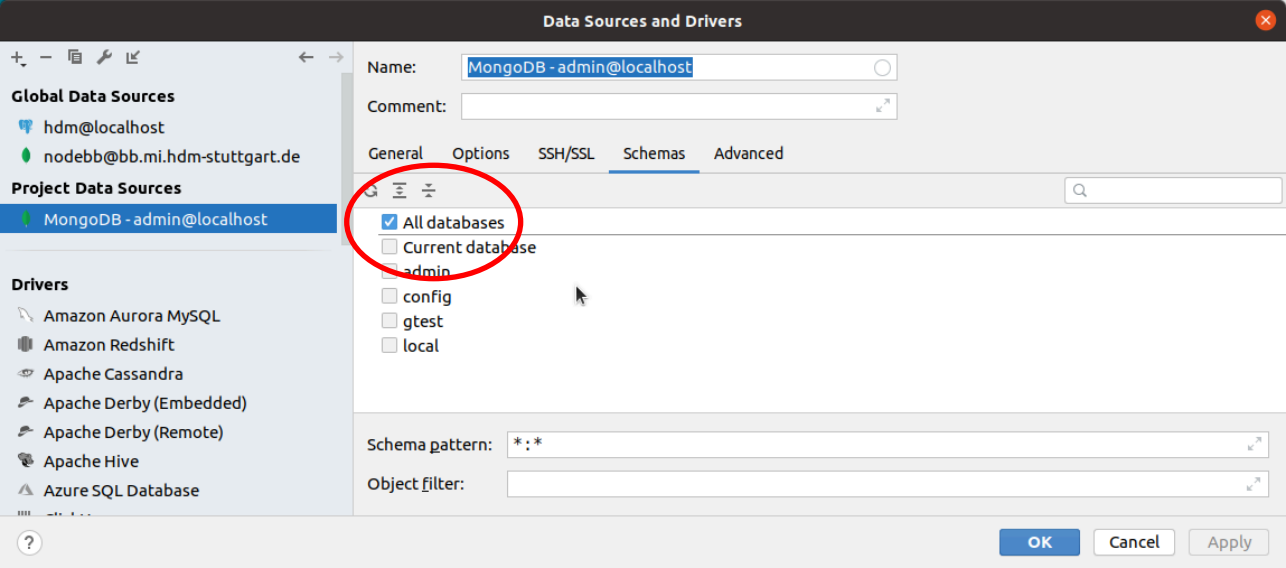 Data Sources and Drivers
Global Data Sources
hdm@localhost
nodebb@bb.mi.hdm-stuttgart.de
Project Data Sources
MongoDB - admin@localhost
Drivers
Amazon Aurora MySQL
Amazon Redshift
Apache Cassandra
Apache Derby (Embedded)
Apache Derby (Remote)
Apache Hive
Azure SQL Database
Name: MongoDB - admin@localhost
Comment:
General Options SSH/SSL Schemas Advanced
All databases
Current database
admin
config
gtest
local
Schema pattern: *:*
Object filter:
? OK Cancel Apply